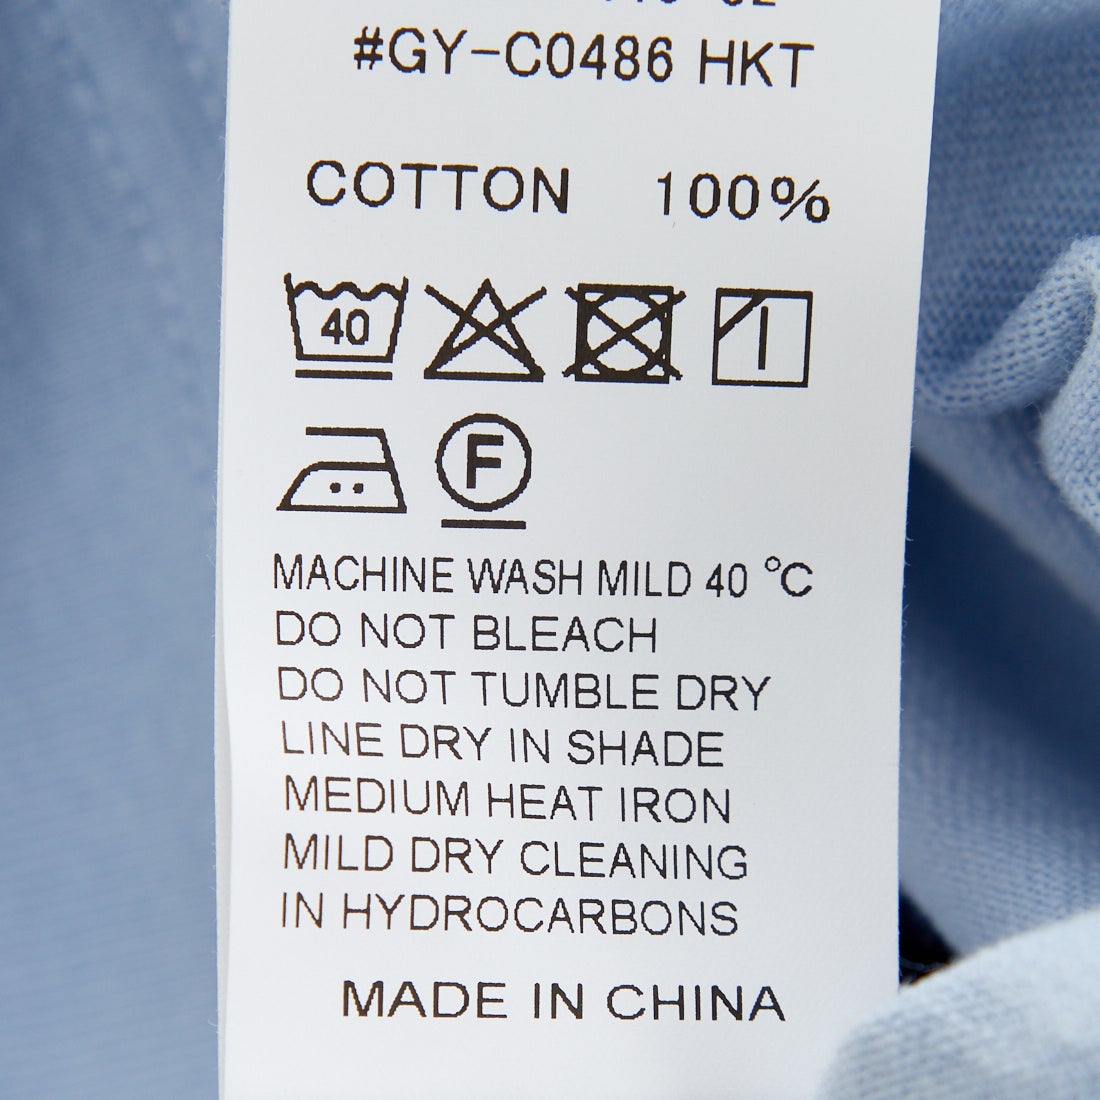 #GY-C0486 HKT
COTTON 100%
40
F
MACHINE WASH MILD 40 °C
DO NOT BLEACH
DO NOT TUMBLE DRY
LINE DRY IN SHADE
MEDIUM HEAT IRON
MILD DRY CLEANING
IN HYDROCARBONS
MADE IN CHINA